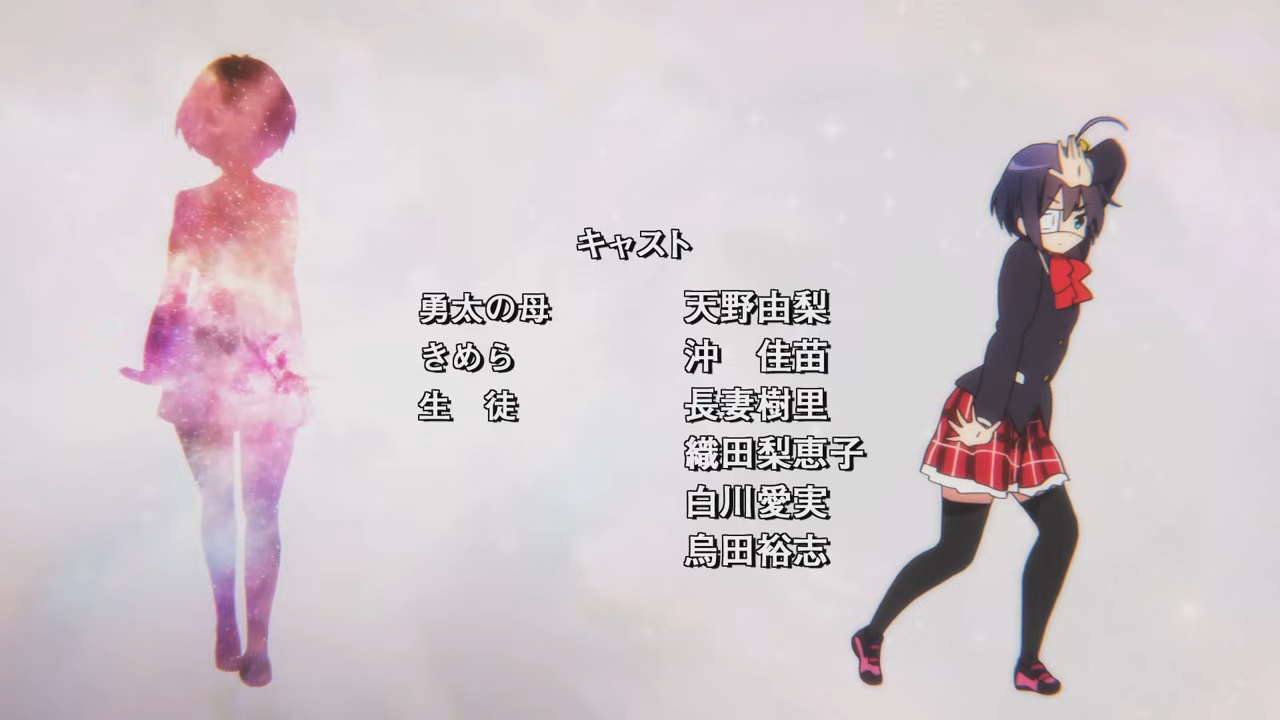 キャスト
勇太の母　天野由梨
きめら　沖　佳苗
生　徒　長妻樹里
織田梨恵子
白川愛実
烏田裕志